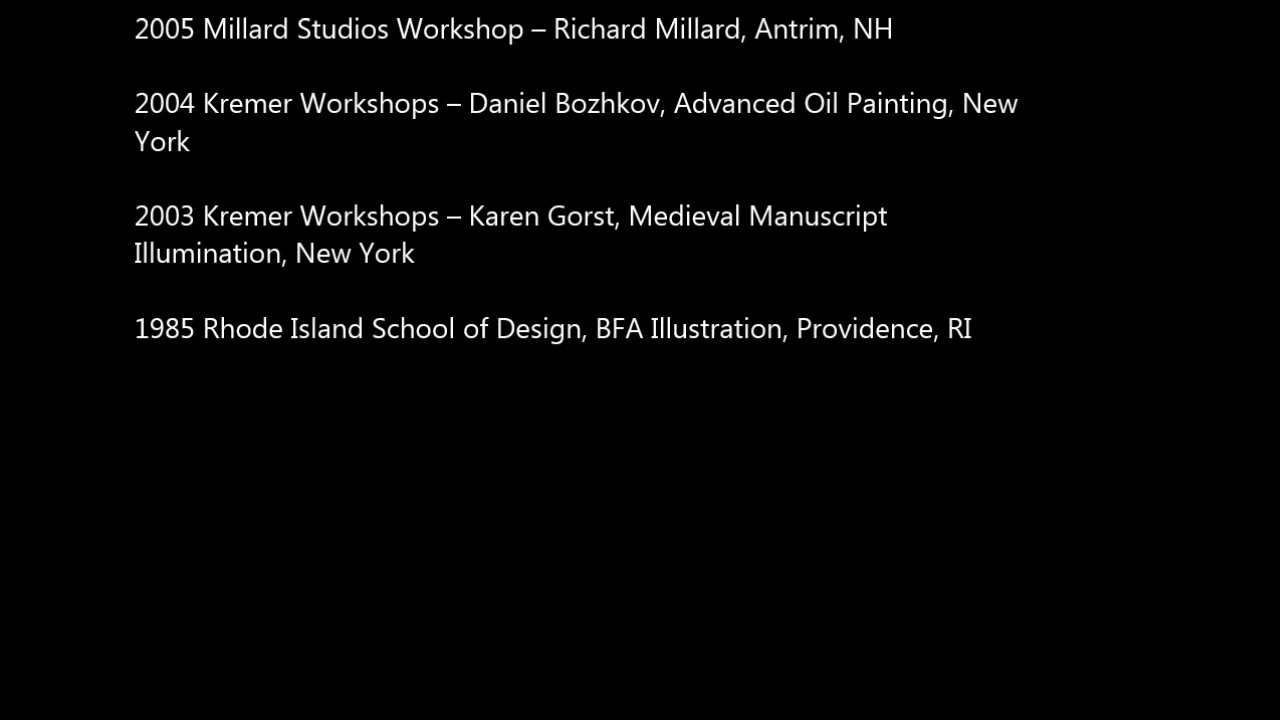 2005 Millard Studios Workshop – Richard Millard, Antrim, NH
2004 Kremer Workshops – Daniel Bozhkov, Advanced Oil Painting, New
York
2003 Kremer Workshops – Karen Gorst, Medieval Manuscript
Illumination, New York
1985 Rhode Island School of Design, BFA Illustration, Providence, RI